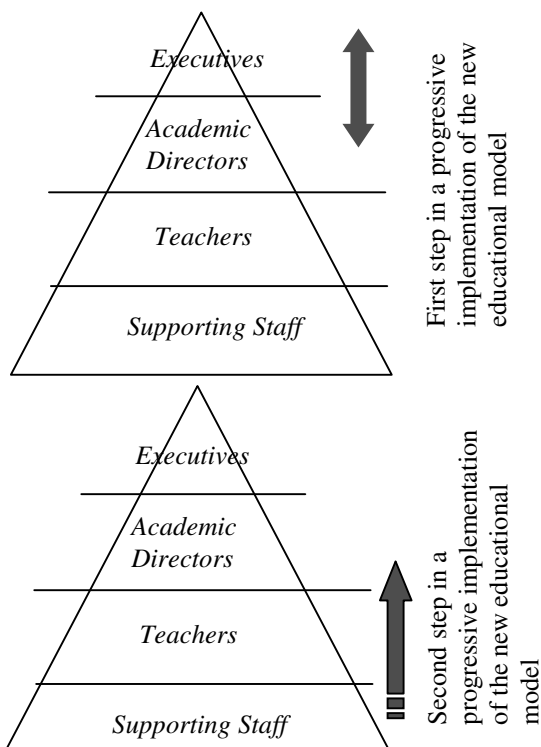 Executives
Academic
Directors
Teachers
Supporting Staff
First step in a progressive
implementation of the new
educational model
Executives
Academic
Directors
Teachers
Supporting Staff
Second step in a
progressive implementation
of the new educational
model